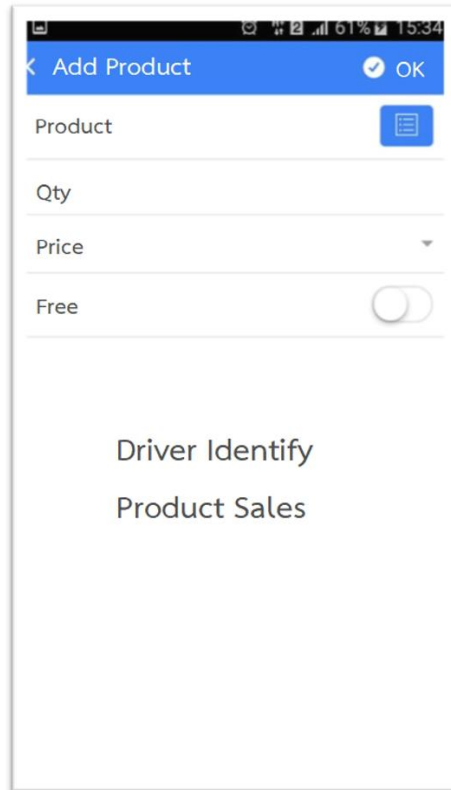 61% 15:34
Add Product OK
Product
Qty
Price
Free
Driver Identify
Product Sales